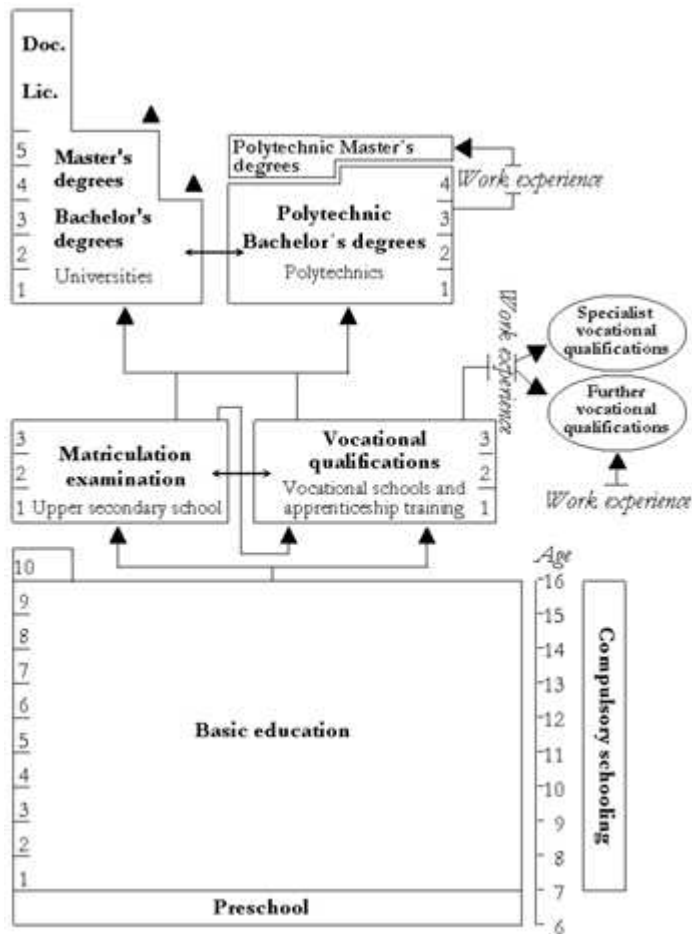 Doc.
Lic.
5
4
3
2
1
Master's
degrees
Bachelor's
degrees
Universities
Polytechnic Master's
degrees
Work experience
4
3
2
1
Polytechnic
Bachelor's degrees
Polytechnics
Work experience
Specialist
vocational
qualifications
Further
vocational
qualifications
Work experience
3
2
1
Matriculation
examination
Upper secondary school
Vocational
qualifications
Vocational schools and
apprenticeship training
3
2
1
10
9
8
7
6
5
4
3
2
1
Basic education
Preschool
Age
16
15
14
13
12
11
10
9
8
7
6
Compulsory schooling